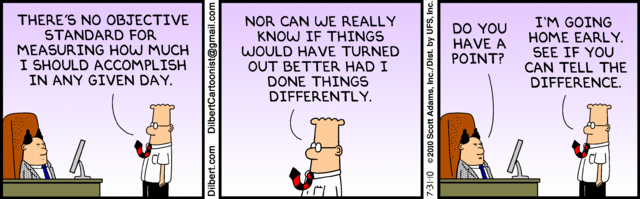 THERE'S NO OBJECTIVE
STANDARD FOR
MEASURING HOW MUCH
I SHOULD ACCOMPLISH
IN ANY GIVEN DAY.
Dilbert.com DilbertCartoonist@gmail.com
NOR CAN WE REALLY
KNOW IF THINGS
WOULD HAVE TURNED
OUT BETTER HAD I
DONE THINGS
DIFFERENTLY.
7-31-10 ©2010 Scott Adams, Inc./Dist. by UFS, Inc.
DO YOU
HAVE A
POINT?
I'M GOING
HOME EARLY.
SEE IF YOU
CAN TELL THE
DIFFERENCE.